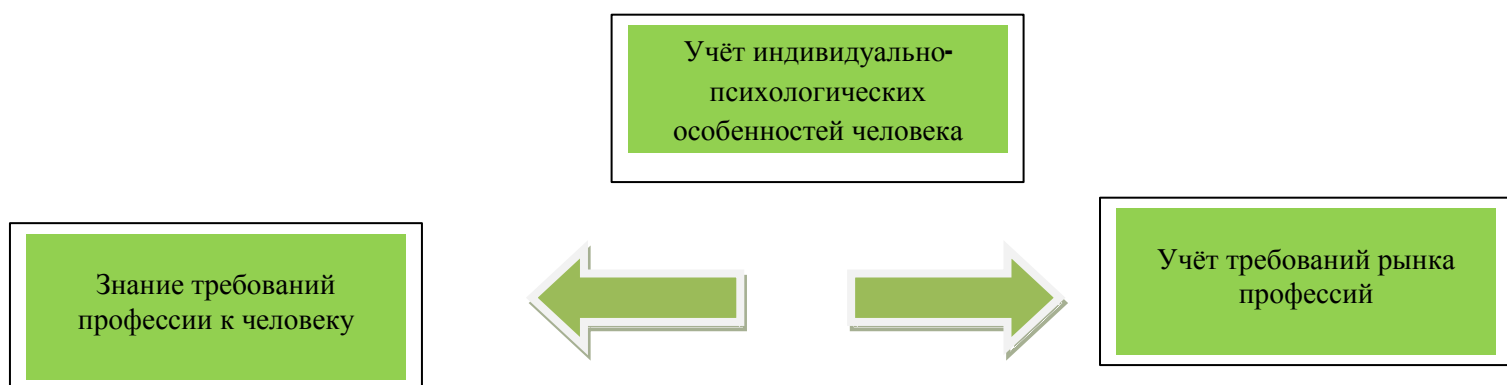 Учёт индивидуально-
психологических
особенностей человека
Знание требований
профессии к человеку
Учёт требований рынка
профессий